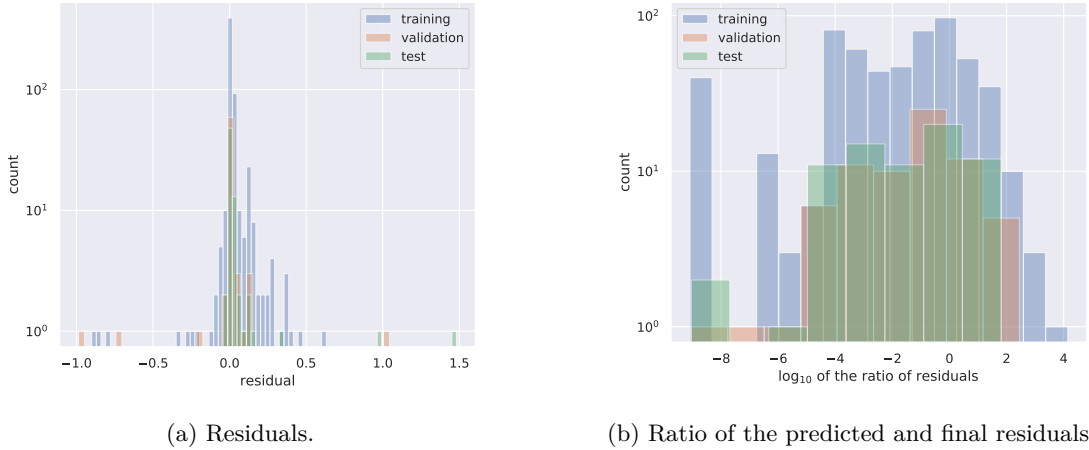 training
validation
test
count
10²
10¹
10⁰
−1.0 −0.5 0.0 0.5 1.0 1.5
residual
(a) Residuals.
training
validation
test
count
10²
10¹
10⁰
−8 −6 −4 −2 0 2 4
log₁₀ of the ratio of residuals
(b) Ratio of the predicted and final residuals